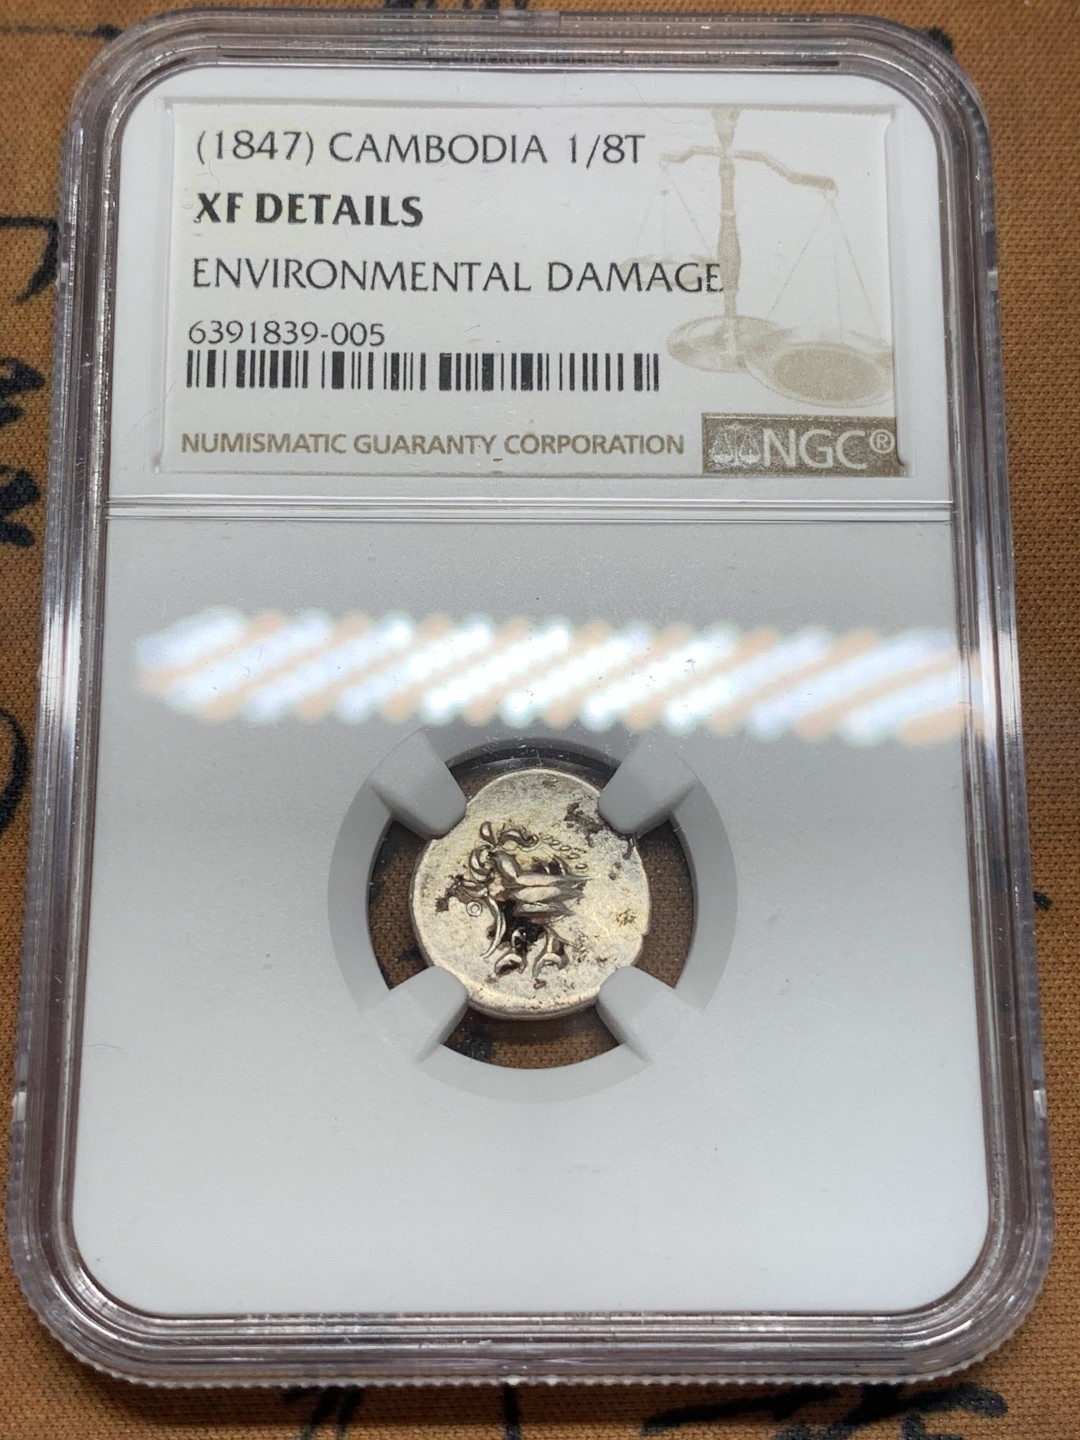 (1847) CAMBODIA 1/8T
XF DETAILS
ENVIRONMENTAL DAMAGE
6391839-005
NUMISMATIC GUARANTY CORPORATION NGC®